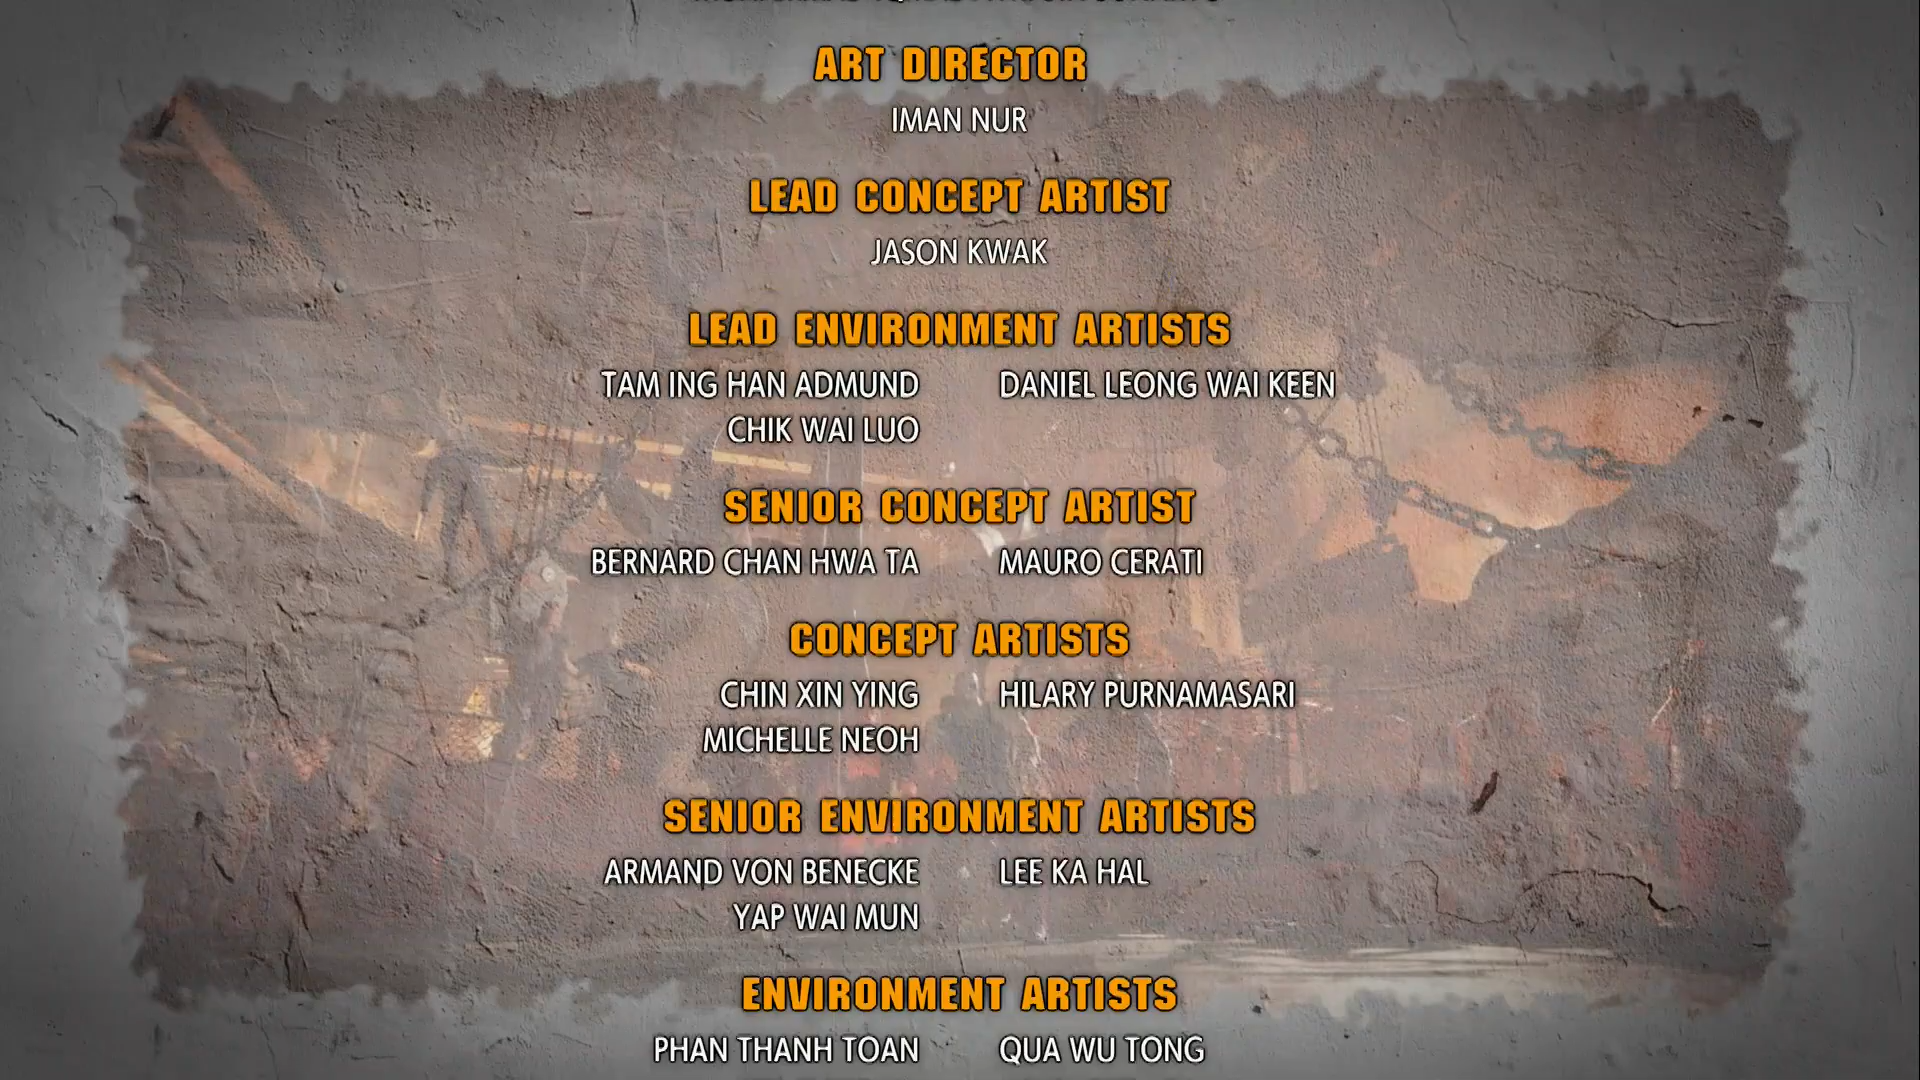 ART DIRECTOR
IMAN NUR
LEAD CONCEPT ARTIST
JASON KWAK
LEAD ENVIRONMENT ARTISTS
TAM ING HAN ADMUND DANIEL LEONG WAI KEEN
CHIK WAI LUO
SENIOR CONCEPT ARTIST
BERNARD CHAN HWA TA MAURO CERATI
CONCEPT ARTISTS
CHIN XIN YING HILARY PURNAMASARI
MICHELLE NEOH
SENIOR ENVIRONMENT ARTISTS
ARMAND VON BENECKE LEE KA HAL
YAP WAI MUN
ENVIRONMENT ARTISTS
PHAN THANH TOAN QUA WU TONG